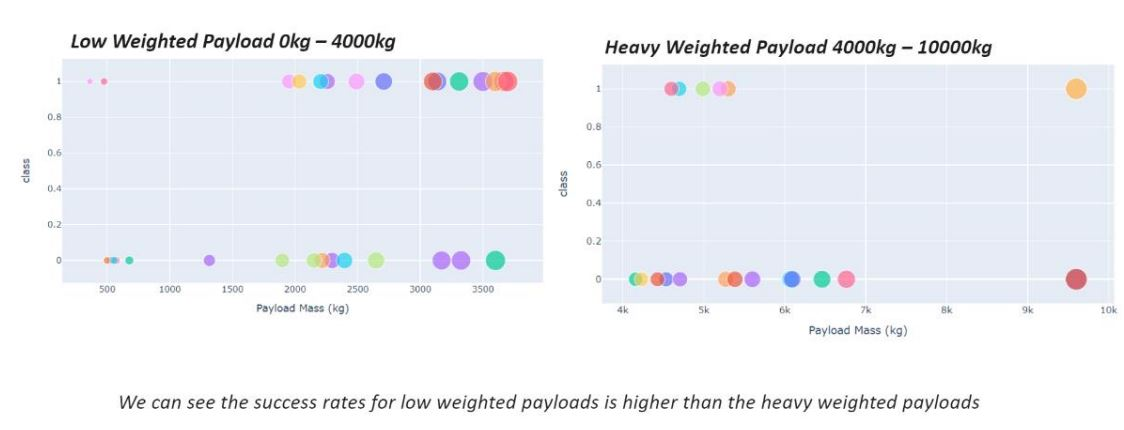 Low Weighted Payload 0kg – 4000kg
1
0.8
0.6
0.4
0.2
0
class
500 1000 1500 2000 2500 3000 3500
Payload Mass (kg)
Heavy Weighted Payload 4000kg – 10000kg
1
0.8
0.6
0.4
0.2
0
class
4k 5k 6k 7k 8k 9k 10k
Payload Mass (kg)
We can see the success rates for low weighted payloads is higher than the heavy weighted payloads